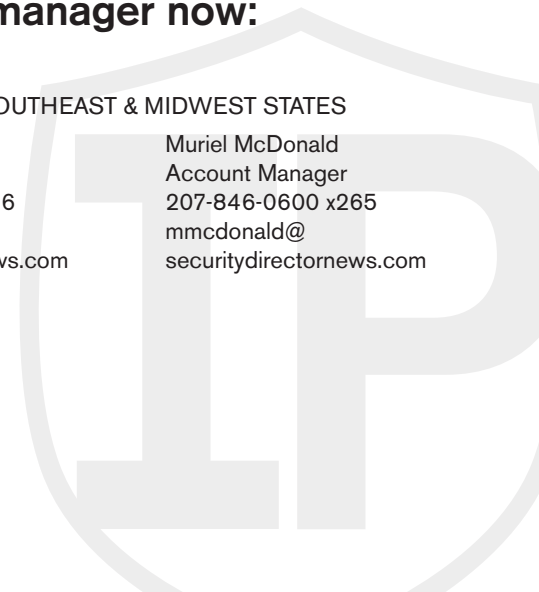 manager now:
OUTHEAST & MIDWEST STATES
Muriel McDonald
Account Manager
6
207-846-0600 x265
mmcdonald@
ws.com
securitydirectornews.com
IP